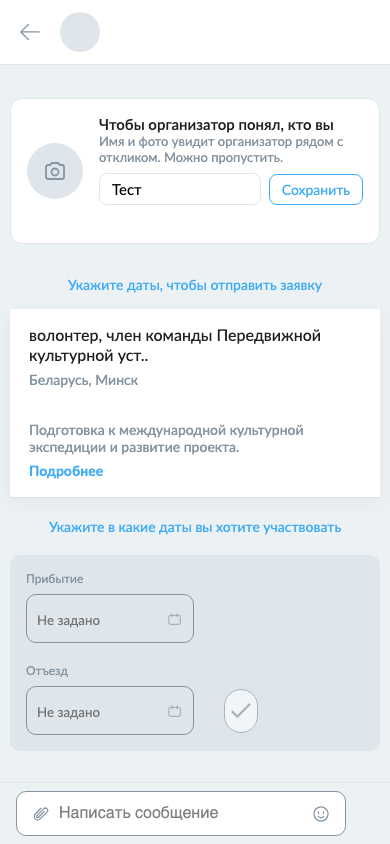 Чтобы организатор понял, кто вы
Имя и фото увидит организатор рядом с
откликом. Можно пропустить.
Тест
Сохранить
Укажите даты, чтобы отправить заявку
волонтер, член команды Передвижной
культурной уст..
Беларусь, Минск
Подготовка к международной культурной
экспедиции и развитие проекта.
Подробнее
Укажите в какие даты вы хотите участвовать
Прибытие
Не задано
Отъезд
Не задано
Написать сообщение